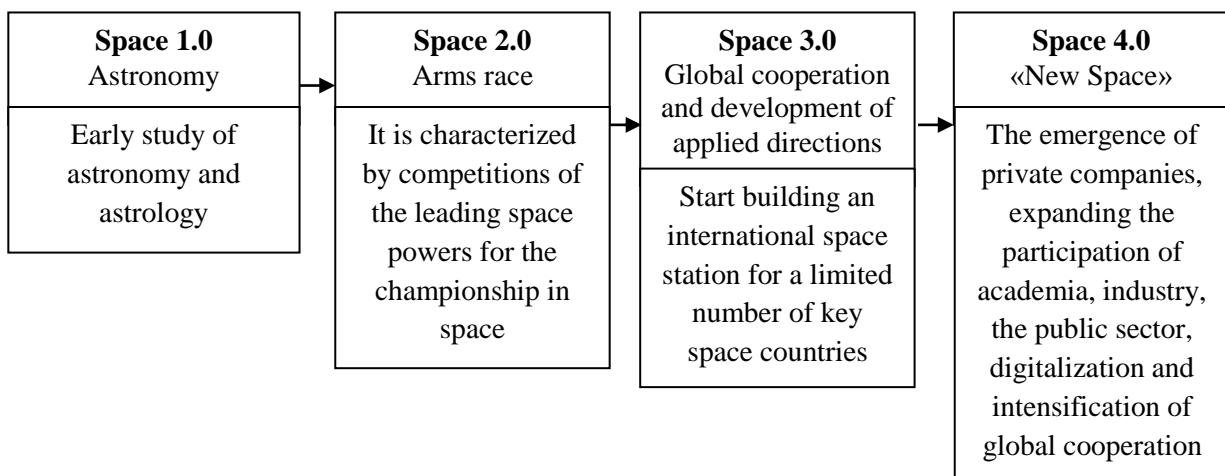 Space 1.0
Astronomy
Early study of
astronomy and
astrology
Space 2.0
Arms race
It is characterized
by competitions of
the leading space
powers for the
championship in
space
Space 3.0
Global cooperation
and development of
applied directions
Start building an
international space
station for a limited
number of key
space countries
Space 4.0
«New Space»
The emergence of
private companies,
expanding the
participation of
academia, industry,
the public sector,
digitalization and
intensification of
global cooperation